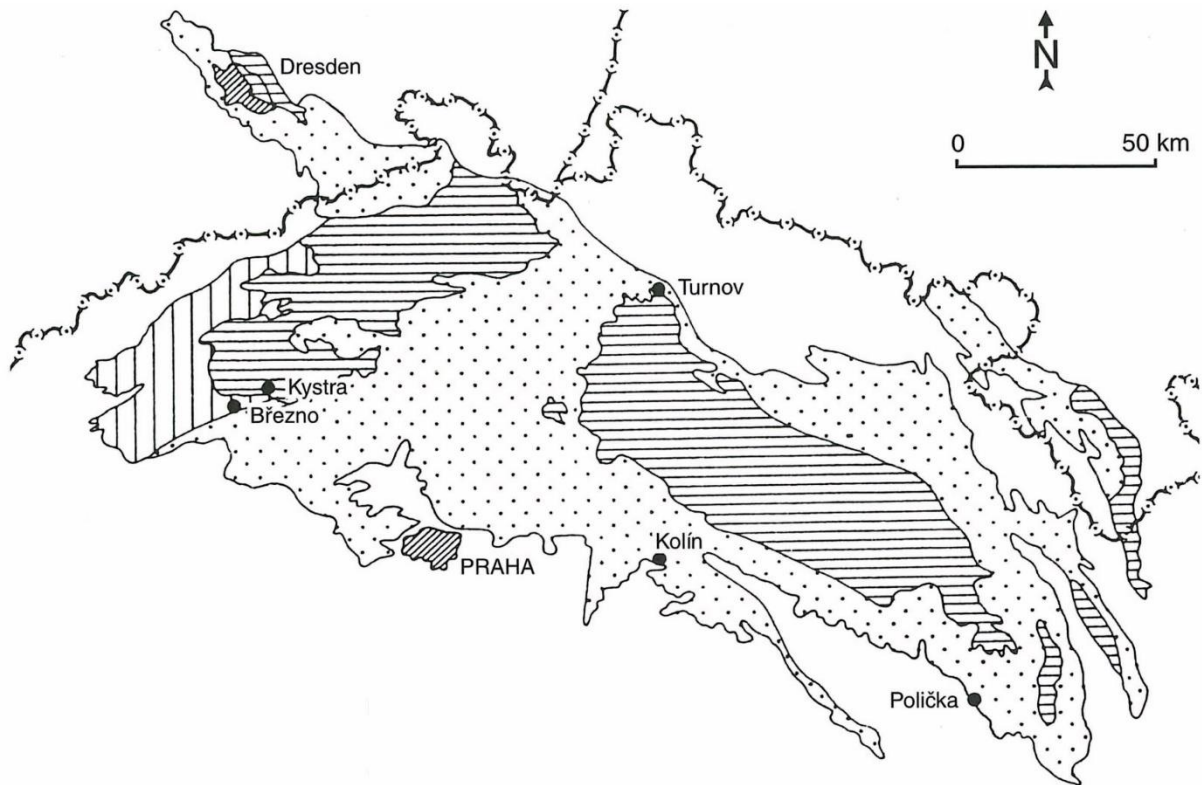 Dresden
N
0 50 km
Turnov
Kystra
Březno
Kolín
PRAHA
Polička